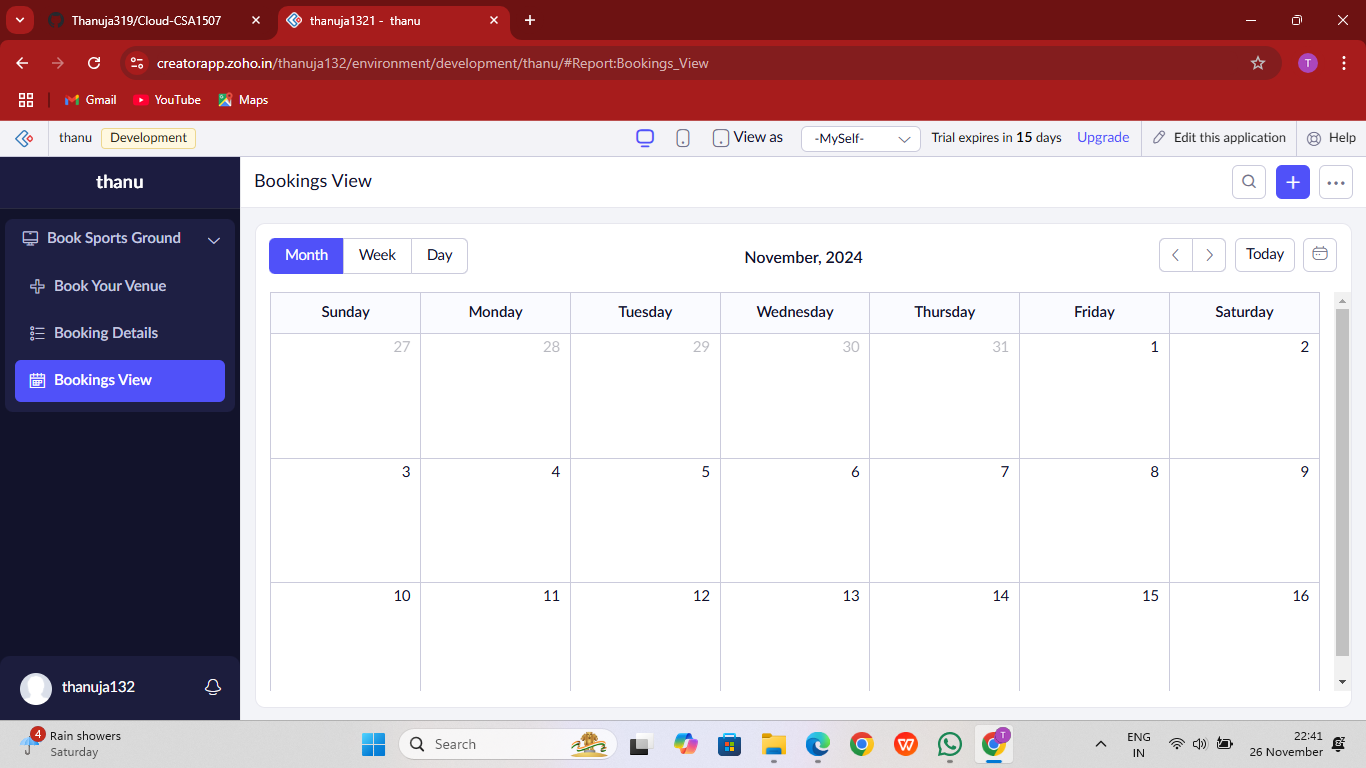 Thanuja319/Cloud-CSA1507
thanuja1321 - thanu
creatorapp.zoho.in/thanuja132/environment/development/thanu/#Report:Bookings_View
T
Gmail
YouTube
Maps
thanu
Development
View as
-MySelf-
Trial expires in 15 days
Upgrade
Edit this application
Help
thanu
Bookings View
Book Sports Ground
Book Your Venue
Booking Details
Bookings View
Month
Week
Day
November, 2024
Today
Sunday Monday Tuesday Wednesday Thursday Friday Saturday
27 28 29 30 31 1 2
3 4 5 6 7 8 9
10 11 12 13 14 15 16
thanuja132
4
Rain showers
Saturday
Search
T
ENG
IN
22:41
26 November